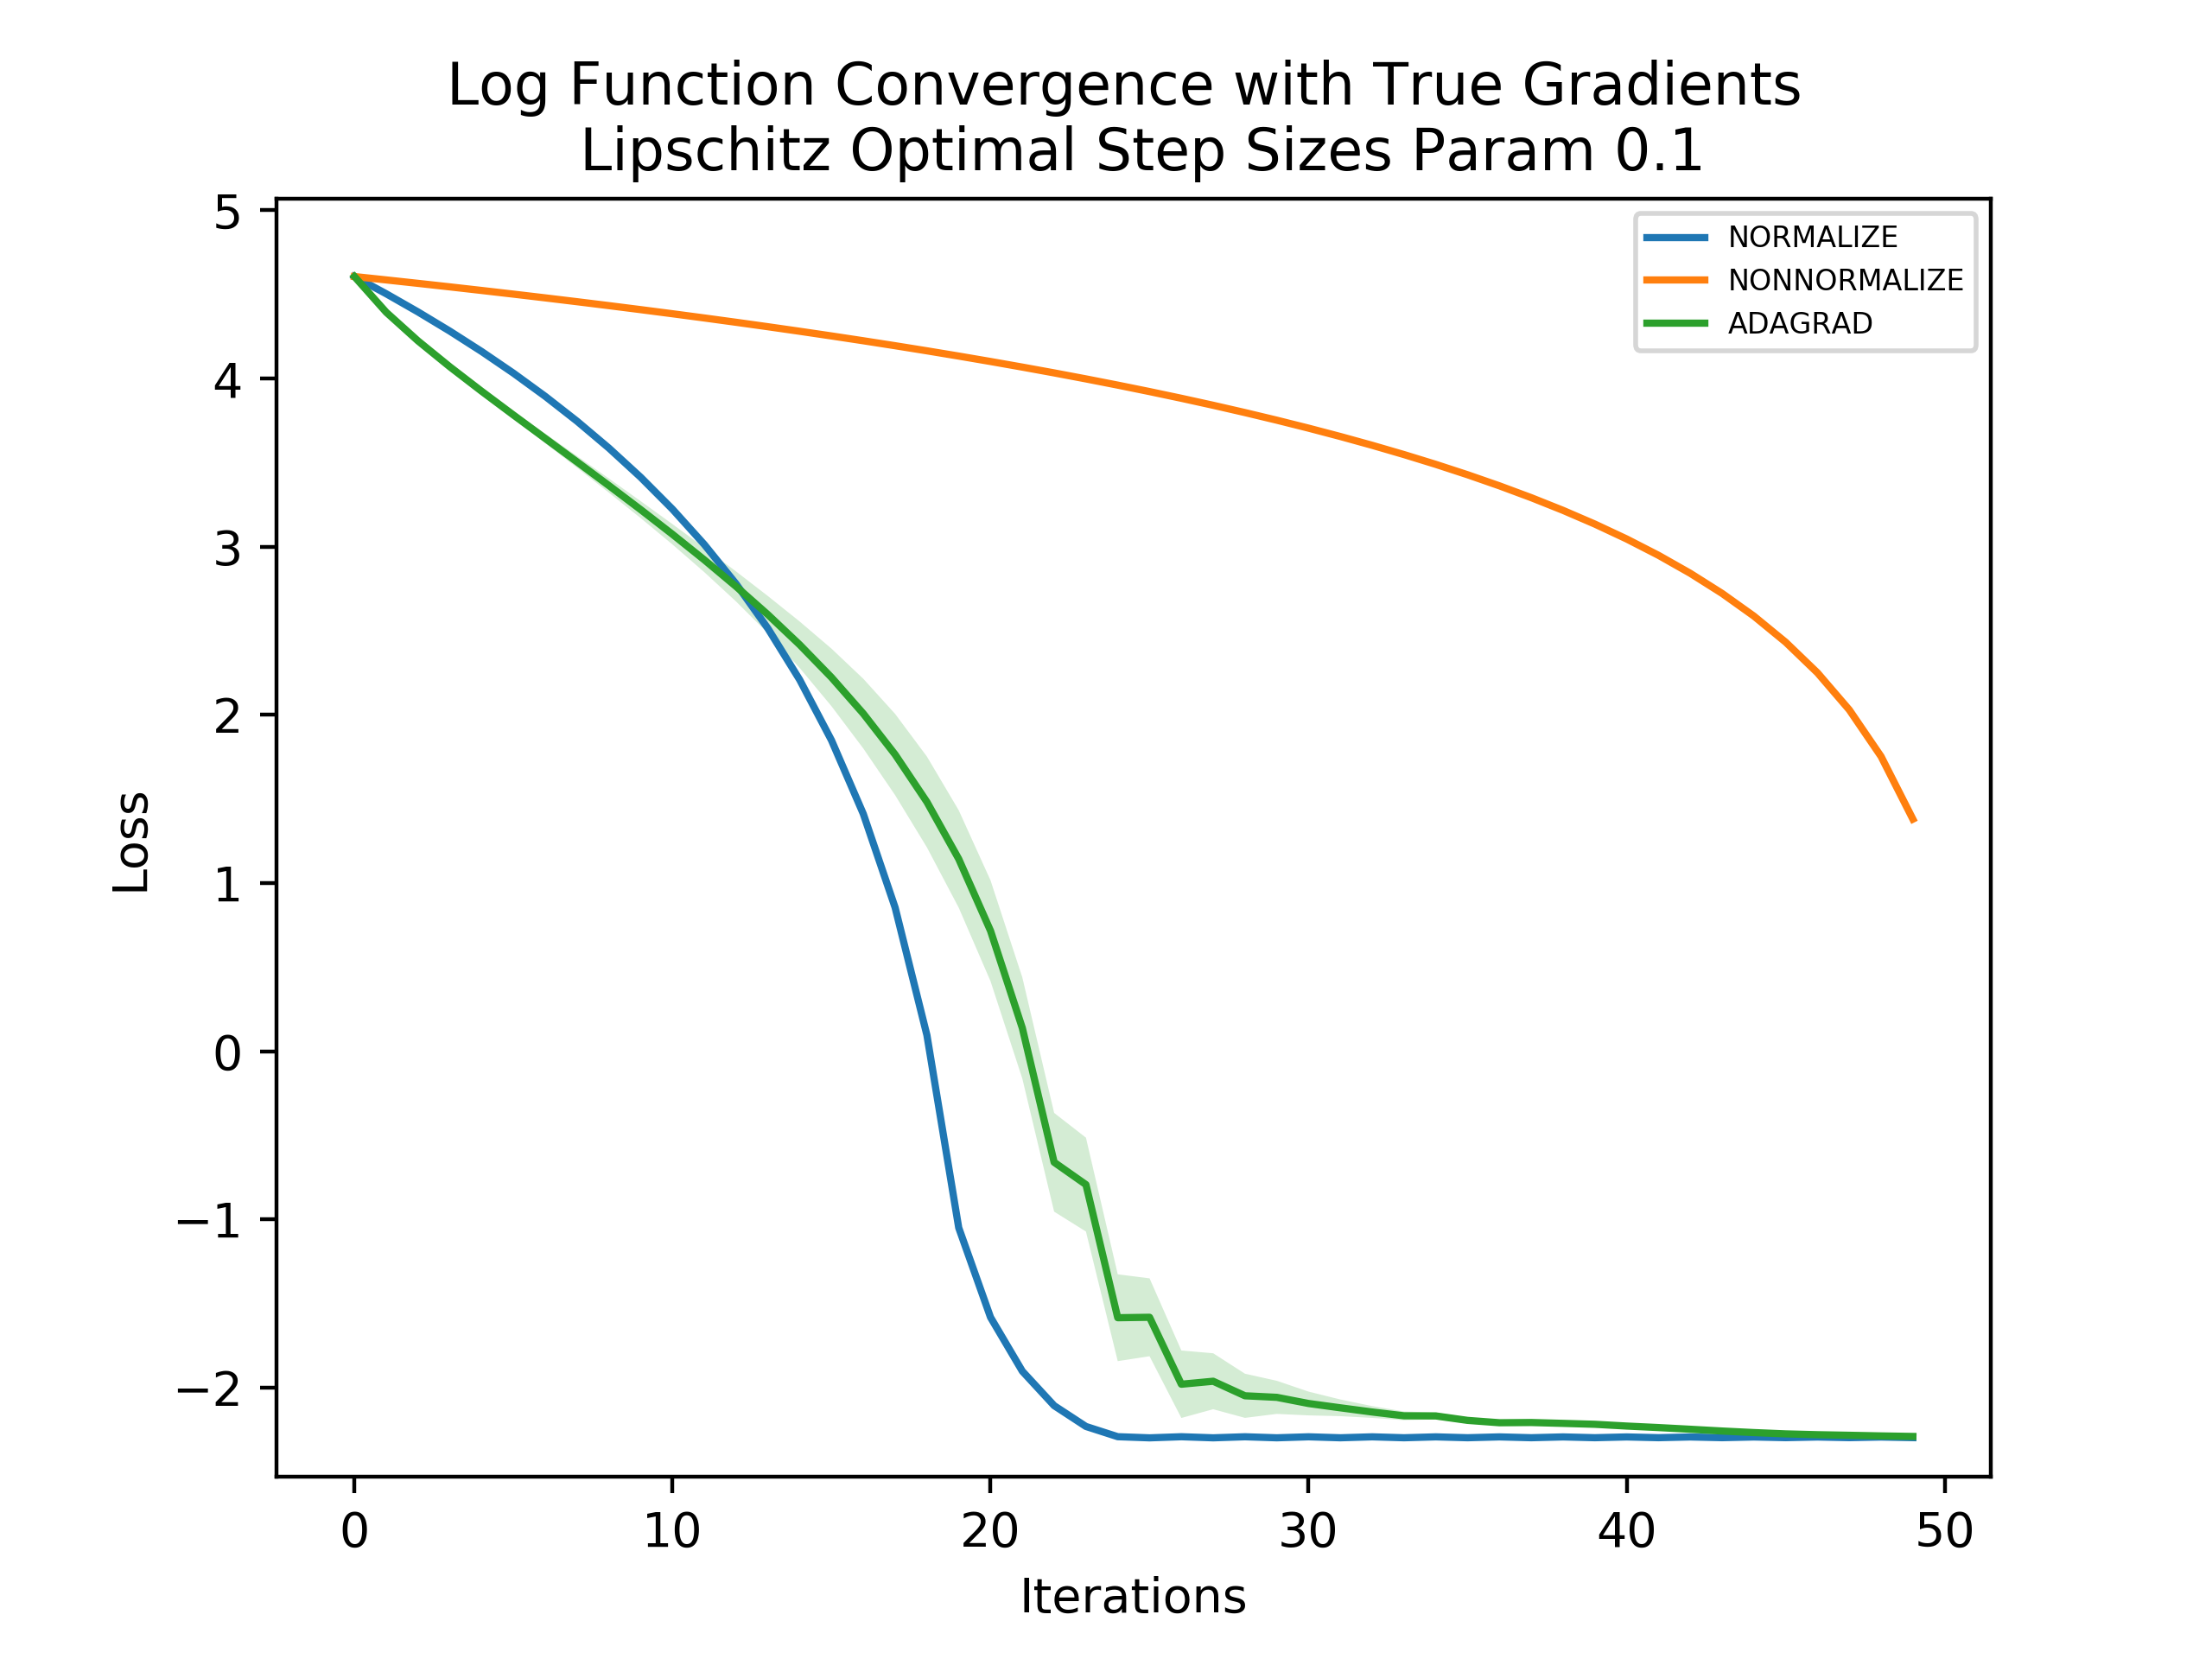 Log Function Convergence with True Gradients
Lipschitz Optimal Step Sizes Param 0.1
NORMALIZE
NONNORMALIZE
ADAGRAD
5
4
3
2
1
0
−1
−2
Loss
0 10 20 30 40 50
Iterations